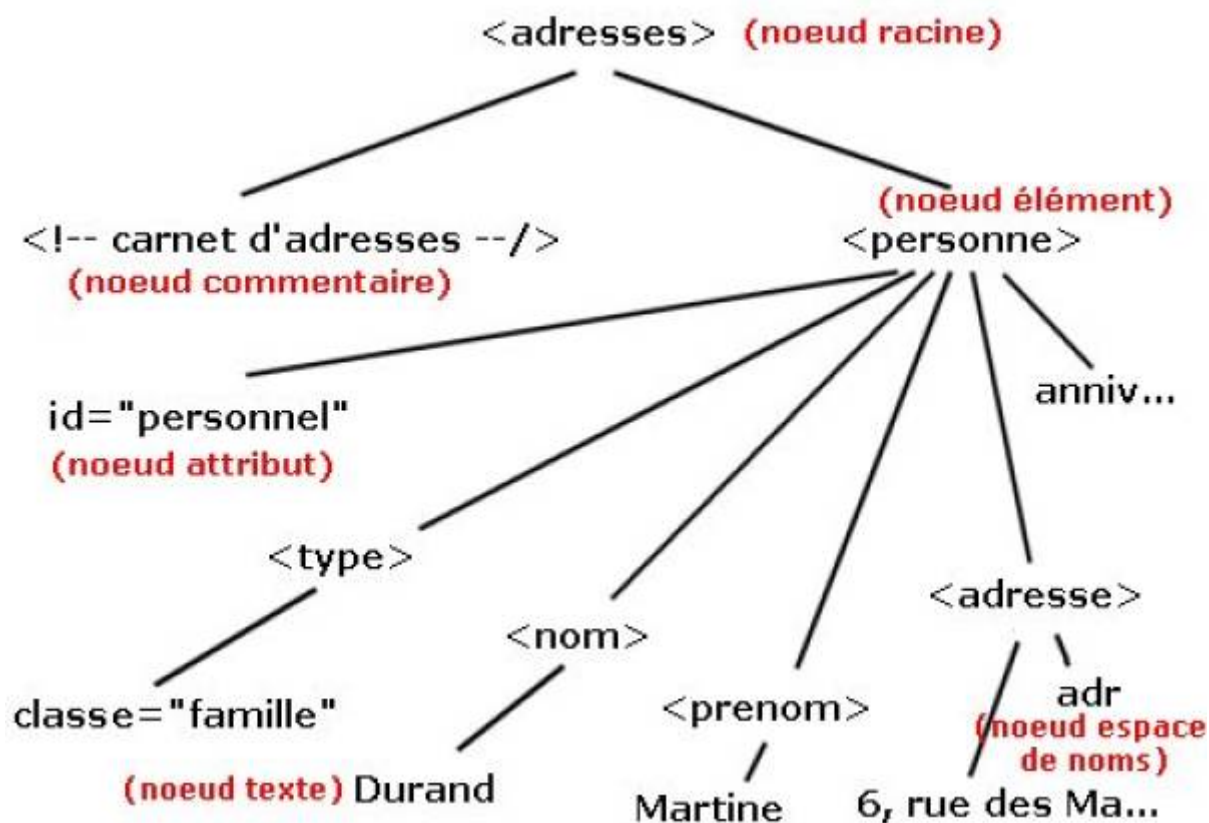 <adresses> (noeud racine)
(noeud élément)
<!-- carnet d'adresses --/>
<personne>
(noeud commentaire)
id="personnel"
anniv...
(noeud attribut)
<type>
<adresse>
<nom>
classe="famille"
<prenom>
adr
(noeud espace
de noms)
(noeud texte) Durand
Martine
6, rue des Ma...